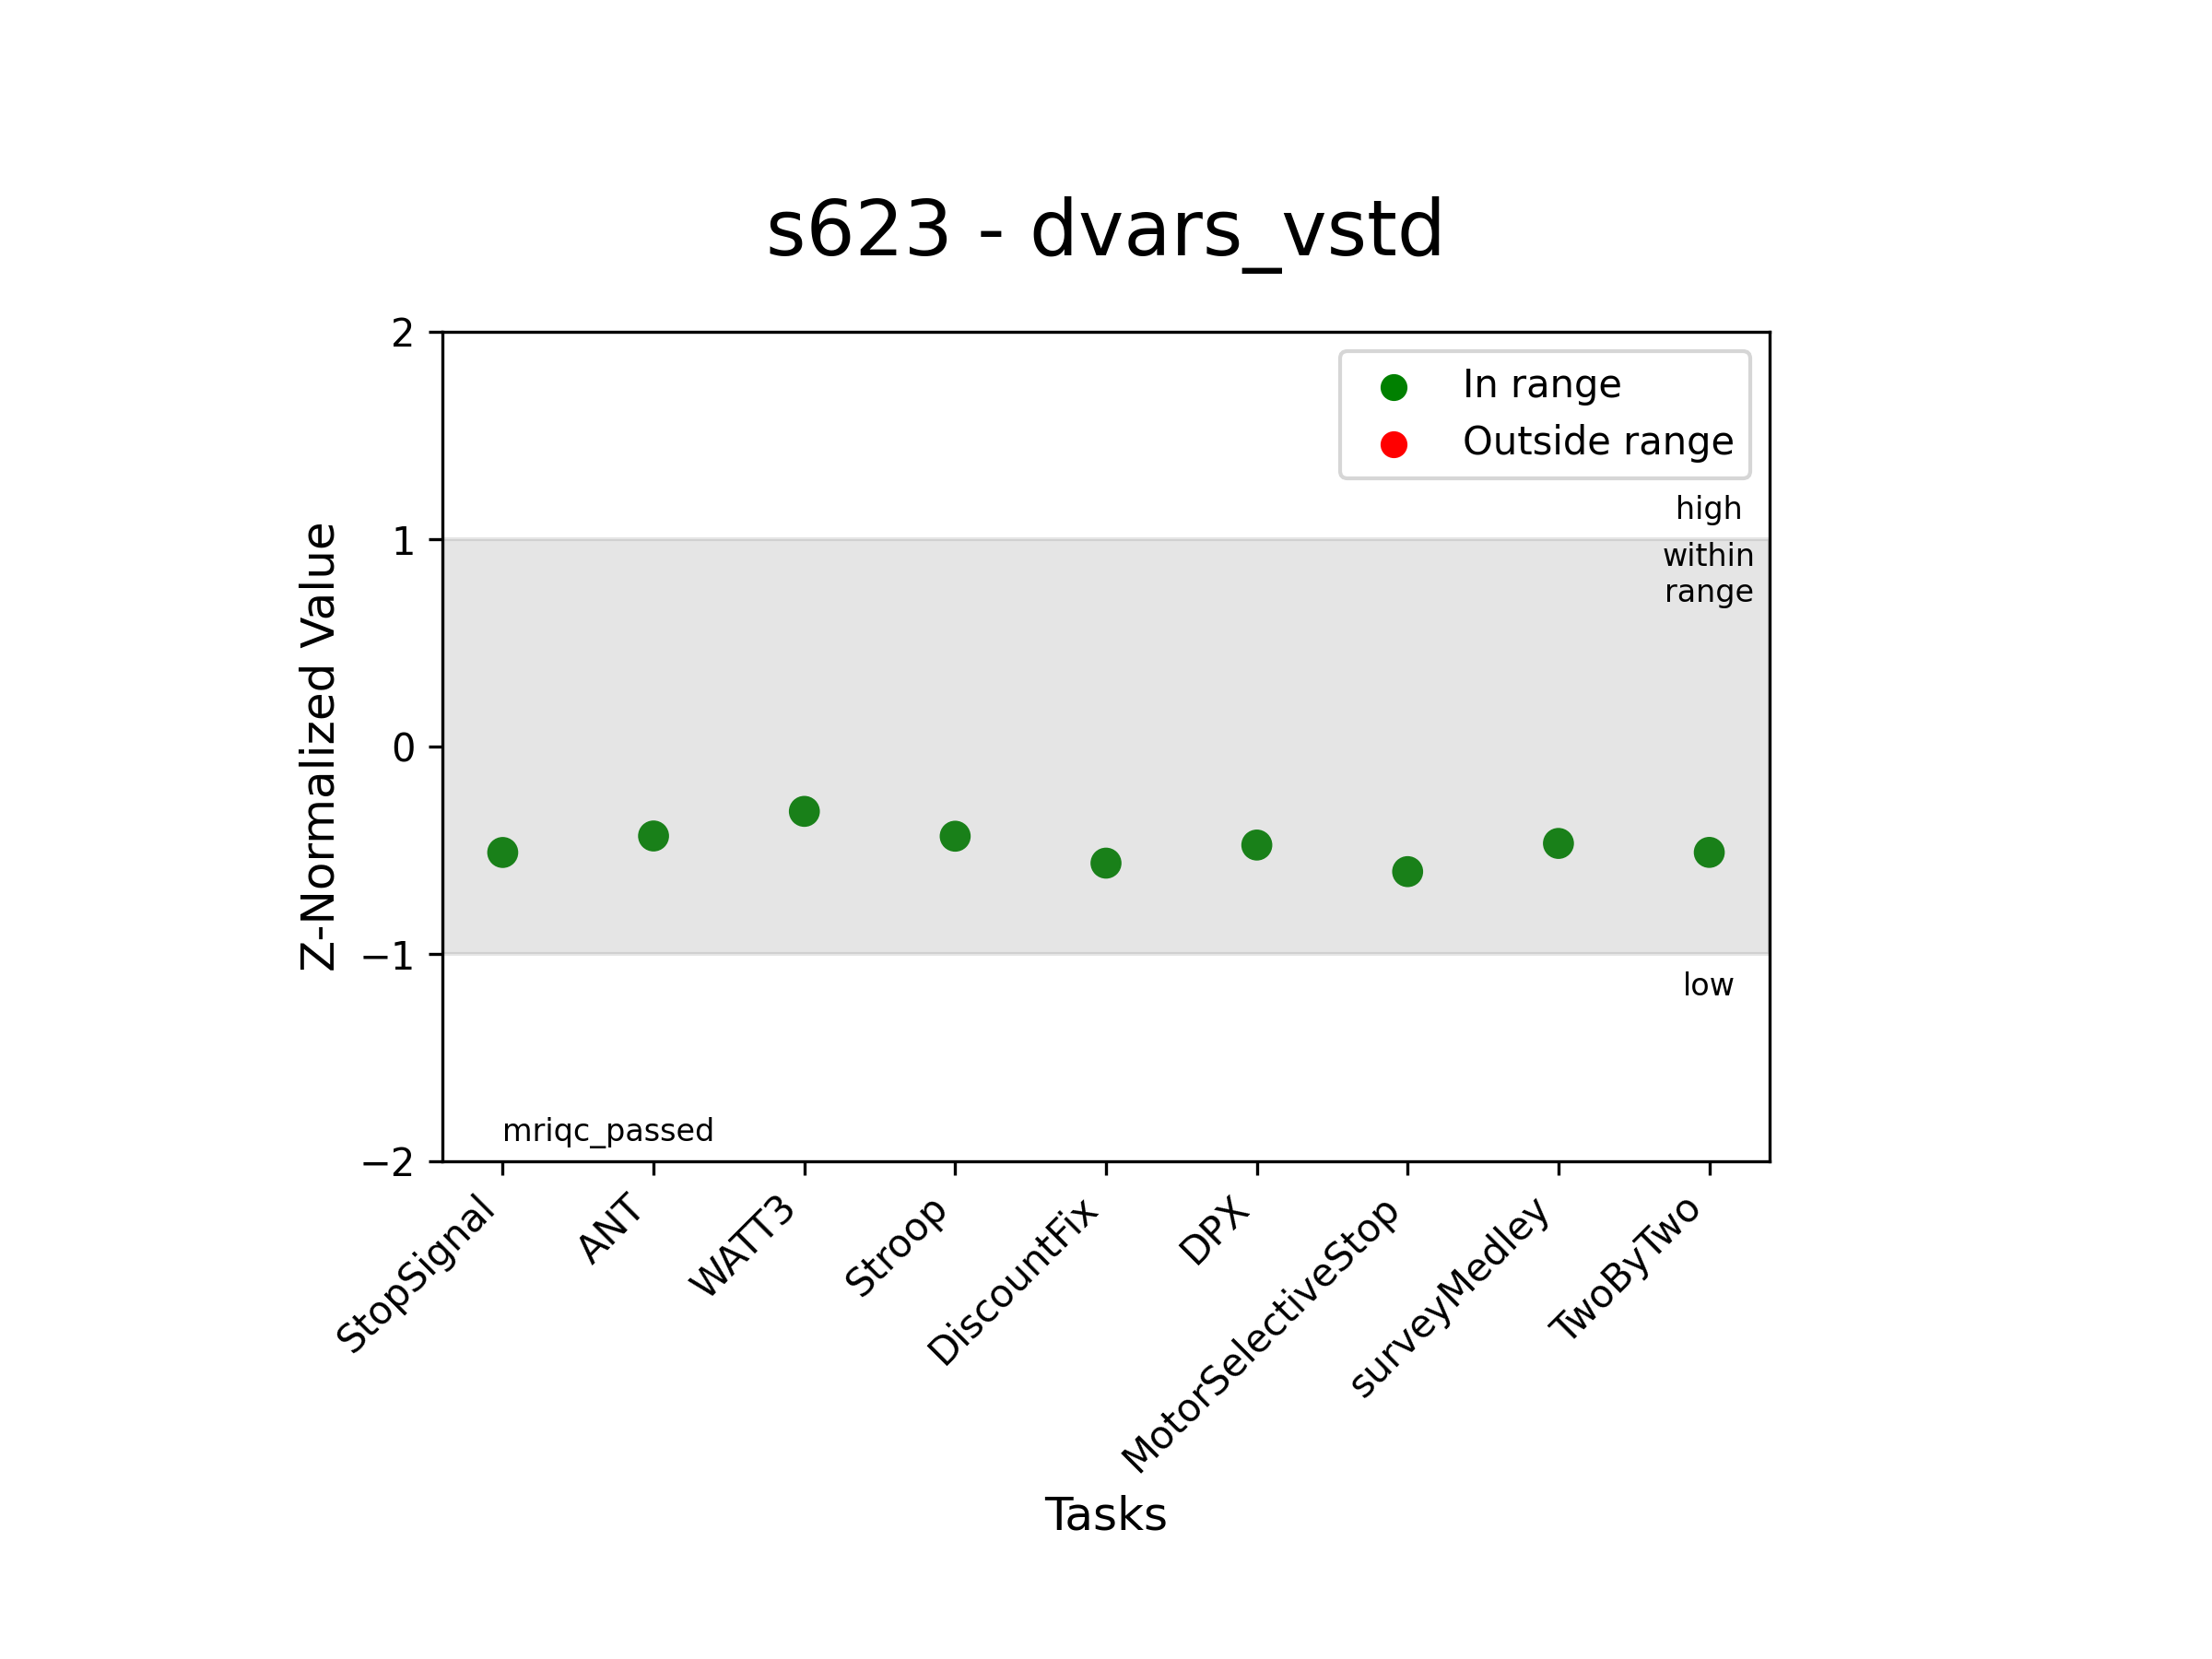 s623 - dvars_vstd
2
1
0
−1
−2
Z-Normalized Value
In range
Outside range
high
within
range
low
mriqc_passed
StopSignal
ANT
WATT3
Stroop
DiscountFix
DPX
MotorSelectiveStop
surveyMedley
TwoByTwo
Tasks